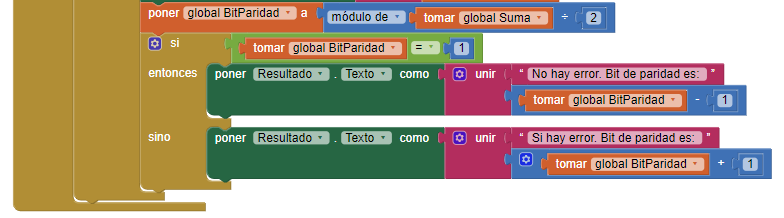 poner global BitParidad a módulo de tomar global Suma ÷ 2
si tomar global BitParidad = 1
entonces poner Resultado . Texto como unir " No hay error. Bit de paridad es: "
tomar global BitParidad - 1
sino poner Resultado . Texto como unir " Si hay error. Bit de paridad es: "
tomar global BitParidad + 1